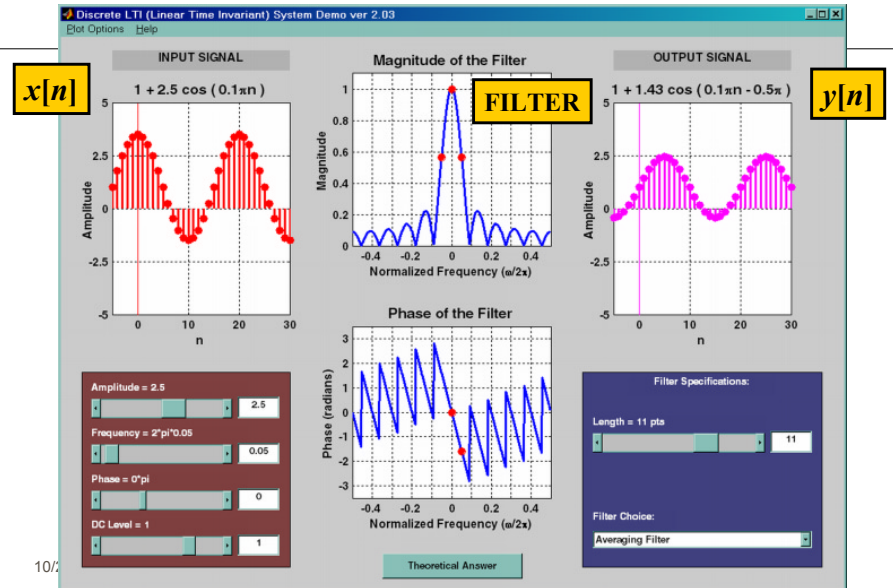 Discrete LTI (Linear Time Invariant) System Demo ver 2.03
Plot Options Help
INPUT SIGNAL
x[n]
1 + 2.5 cos ( 0.1πn )
5
2.5
0
-2.5
-5
Amplitude
0 10 20 30
n
Magnitude of the Filter
FILTER
1
0.8
0.6
0.4
0.2
0
Magnitude
-0.4 -0.2 0 0.2 0.4
Normalized Frequency (ω/2π)
OUTPUT SIGNAL
y[n]
1 + 1.43 cos ( 0.1πn - 0.5π )
5
2.5
0
-2.5
-5
Amplitude
0 10 20 30
n
Phase of the Filter
3
2
1
0
-1
-2
-3
Phase (radians)
-0.4 -0.2 0 0.2 0.4
Normalized Frequency (ω/2π)
Amplitude = 2.5
2.5
Frequency = 2*pi*0.05
0.05
Phase = 0*pi
0
DC Level = 1
1
Theoretical Answer
Filter Specifications:
Length = 11 pts
11
Filter Choice:
Averaging Filter